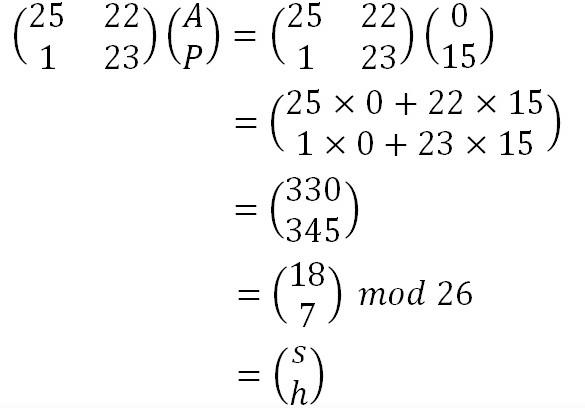 (25 22
1 23)(A
P) = (25 22
1 23)(0
15)
= (25 × 0 + 22 × 15
1 × 0 + 23 × 15)
= (330
345)
= (18
7) mod 26
= (s
h)